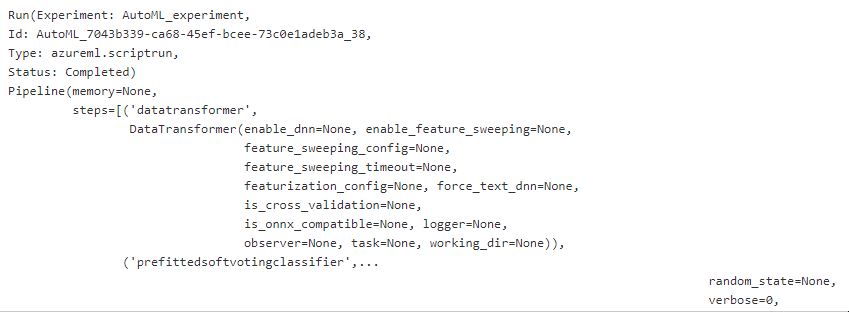 Run(Experiment: AutoML_experiment,
Id: AutoML_7043b339-ca68-45ef-bcee-73c0e1adeb3a_38,
Type: azureml.scriptrun,
Status: Completed)
Pipeline(memory=None,
steps=[('datatransformer',
DataTransformer(enable_dnn=None, enable_feature_sweeping=None,
feature_sweeping_config=None,
feature_sweeping_timeout=None,
featurization_config=None, force_text_dnn=None,
is_cross_validation=None,
is_onnx_compatible=None, logger=None,
observer=None, task=None, working_dir=None)),
('prefittedsoftvotingclassifier',...
random_state=None,
verbose=0,